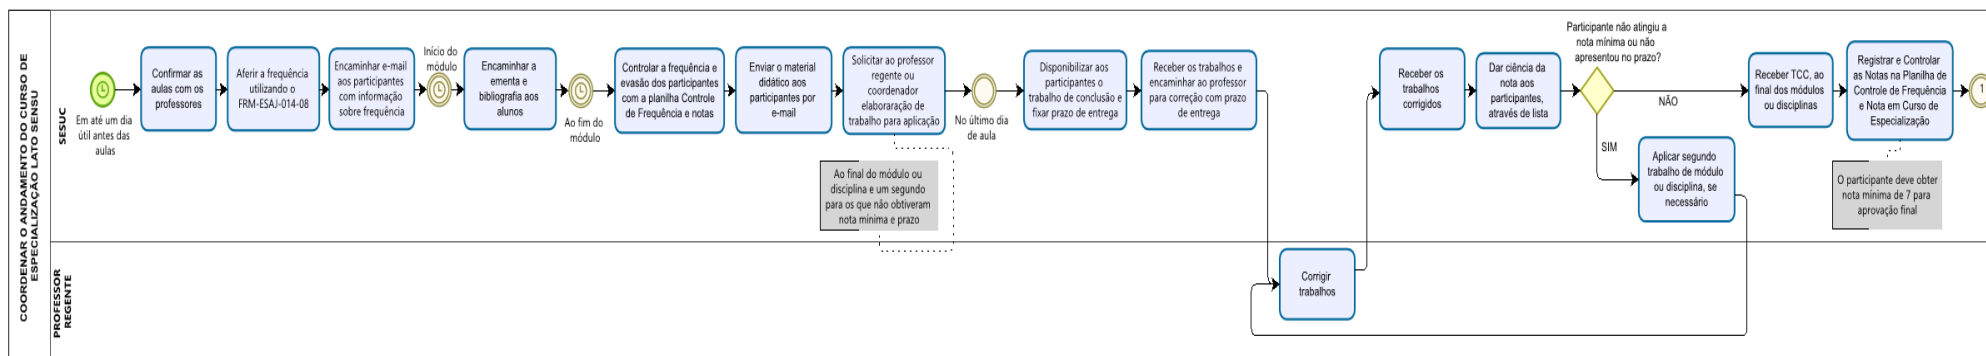 COORDENAR O ANDAMENTO DO CURSO DE
ESPECIALIZAÇÃO LATO SENSU
SESUC
Em até um dia
útil antes das
aulas
Confirmar as
aulas com os
professores
Aferir a frequência
utilizando o
FRM-ESAJ-014-08
Encaminhar e-mail
aos participantes
com informação
sobre frequência
Início do
módulo
Encaminhar a
ementa e
bibliografia aos
alunos
Ao fim do
módulo
Controlar a frequência e
evasão dos participantes
com a planilha Controle
de Frequência e notas
Enviar o material
didático aos
participantes por
e-mail
Solicitar ao professor
regente ou
coordenador
elaboraração de
trabalho para aplicação
Ao final do módulo ou
disciplina e um segundo
para os que não obtiveram
nota mínima e prazo
No último dia
de aula
Disponibilizar aos
participantes o
trabalho de conclusão e
fixar prazo de entrega
Receber os trabalhos e
encaminhar ao professor
para correção com prazo
de entrega
Receber os
trabalhos
corrigidos
Dar ciência da
nota aos
participantes,
através de lista
Participante não atingiu a
nota mínima ou não
apresentou no prazo?
NÃO
SIM
Aplicar segundo
trabalho de módulo
ou disciplina, se
necessário
Receber TCC, ao
final dos módulos
ou disciplinas
Registrar e Controlar
as Notas na Planilha de
Controle de Frequência
e Nota em Curso de
Especialização
O participante deve obter
nota mínima de 7 para
aprovação final
1
PROFESSOR
REGENTE
Corrigir
trabalhos